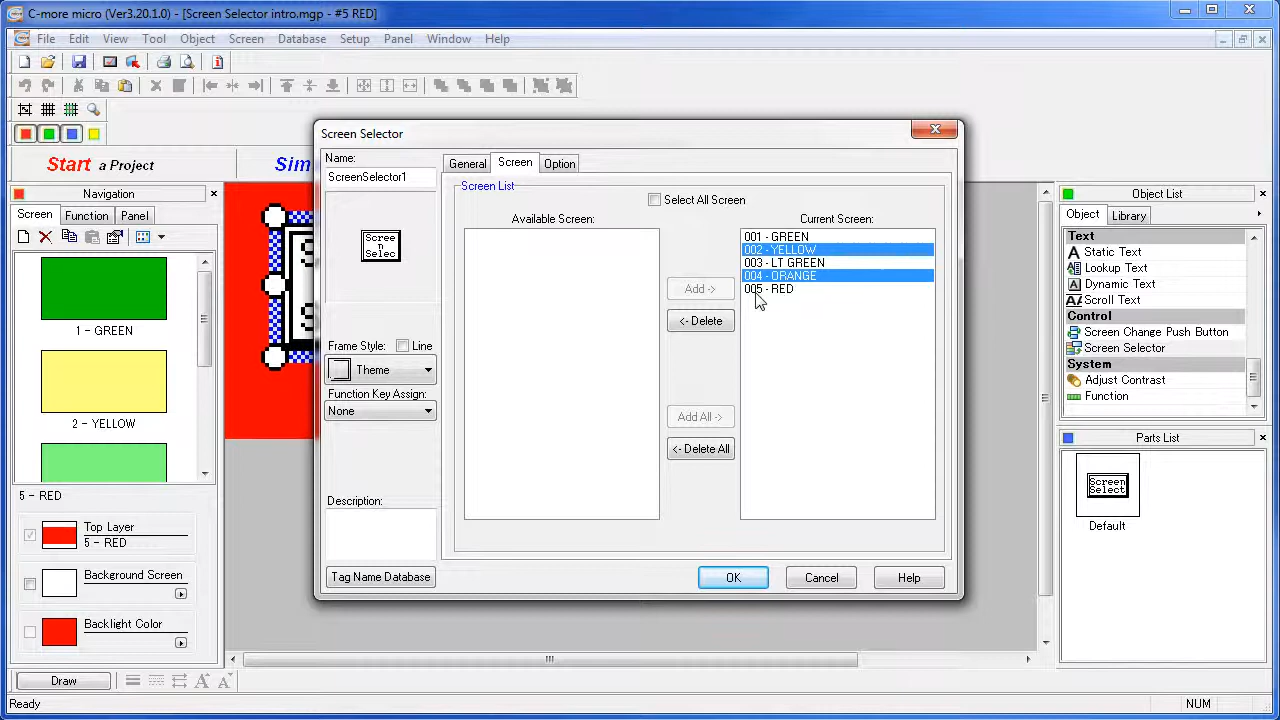 C-more micro (Ver3.20.1.0) - [Screen Selector intro.mgp - #5 RED]
File Edit View Tool Object Screen Database Setup Panel Window Help
Start a Project
Sim
Navigation
Screen Function Panel
1 - GREEN
2 - YELLOW
5 - RED
Top Layer
5 - RED
Background Screen
Backlight Color
Screen Selector
Name:
ScreenSelector1
Scree
n
Selec
Frame Style: Line
Thime
Function Key Assign:
None
Description:
Tag Name Database
General Screen Option
Screen List
Select All Screen
Available Screen:
Current Screen:
001 - GREEN
002 - YELLOW
003 - LT GREEN
004 - ORANGE
005 - RED
Add ->
<- Delete
Add All ->
<- Delete All
OK Cancel Help
Object List
Object Library
Text
Static Text
Lookup Text
Dynamic Text
Scroll Text
Control
Screen Change Push Button
Screen Selector
System
Adjust Contrast
Function
Parts List
Screen
Select
Default
Draw
Ready
NUM